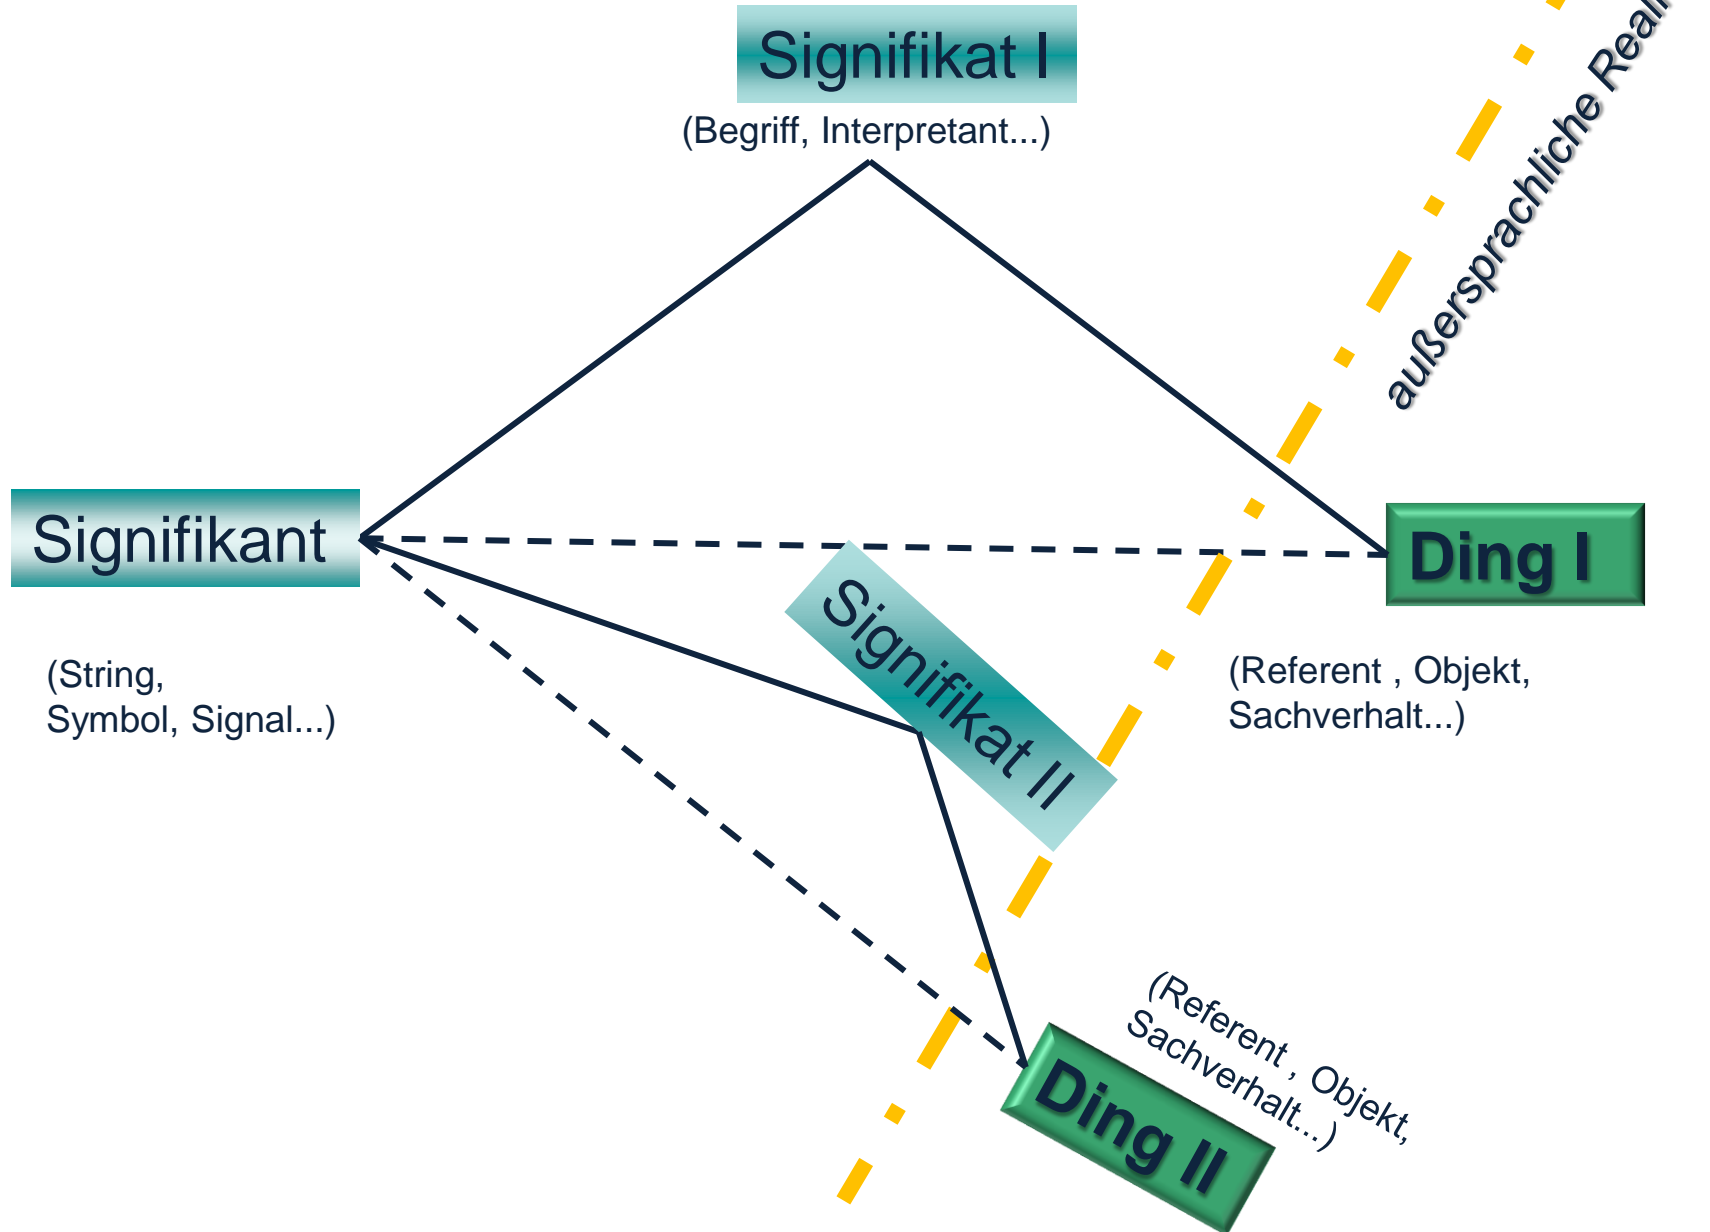 Signifikat I
(Begriff, Interpretant...)
außersprachliche
Signifikant
Ding I
Signifikat II
(String,
Symbol, Signal...)
(Referent , Objekt,
Sachverhalt...)
(Referent , Objekt,
Sachverhalt...)
Ding II